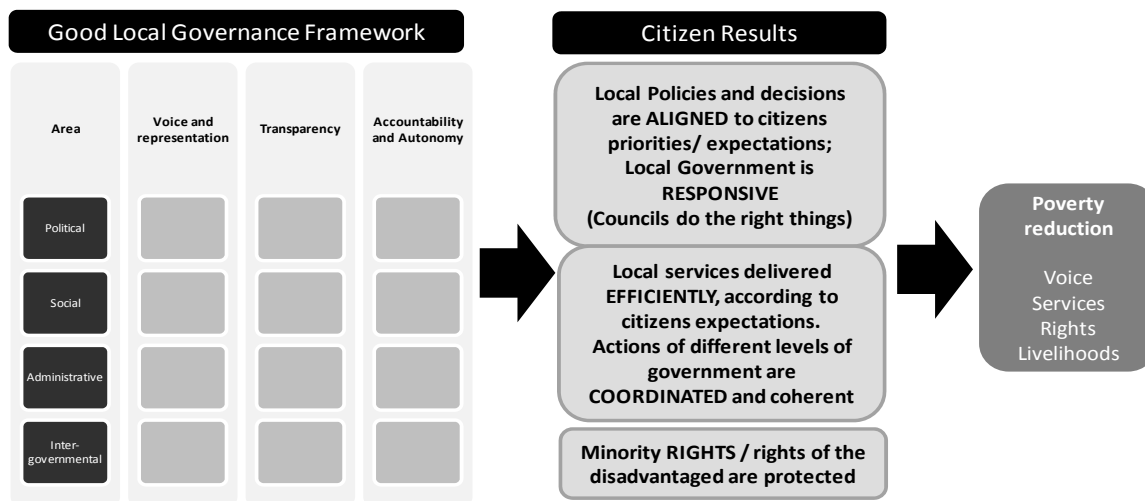 Good Local Governance Framework
Area
Voice and
representation
Transparency
Accountability
and Autonomy
Political
Social
Administrative
Inter-
governmental
Citizen Results
Local Policies and decisions
are ALIGNED to citizens
priorities/ expectations;
Local Government is
RESPONSIVE
(Councils do the right things)
Local services delivered
EFFICIENTLY, according to
citizens expectations.
Actions of different levels of
government are
COORDINATED and coherent
Minority RIGHTS / rights of the
disadvantaged are protected
Poverty
reduction
Voice
Services
Rights
Livelihoods